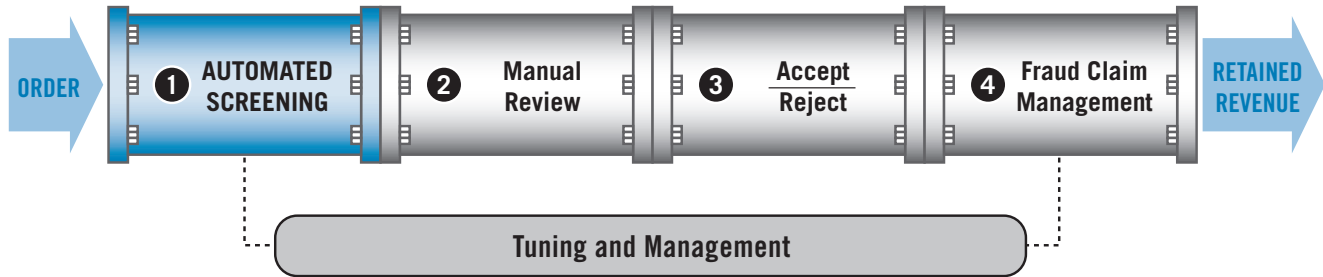 ORDER
1 AUTOMATED
SCREENING
2 Manual
Review
3 Accept
Reject
4 Fraud Claim
Management
RETAINED
REVENUE
Tuning and Management